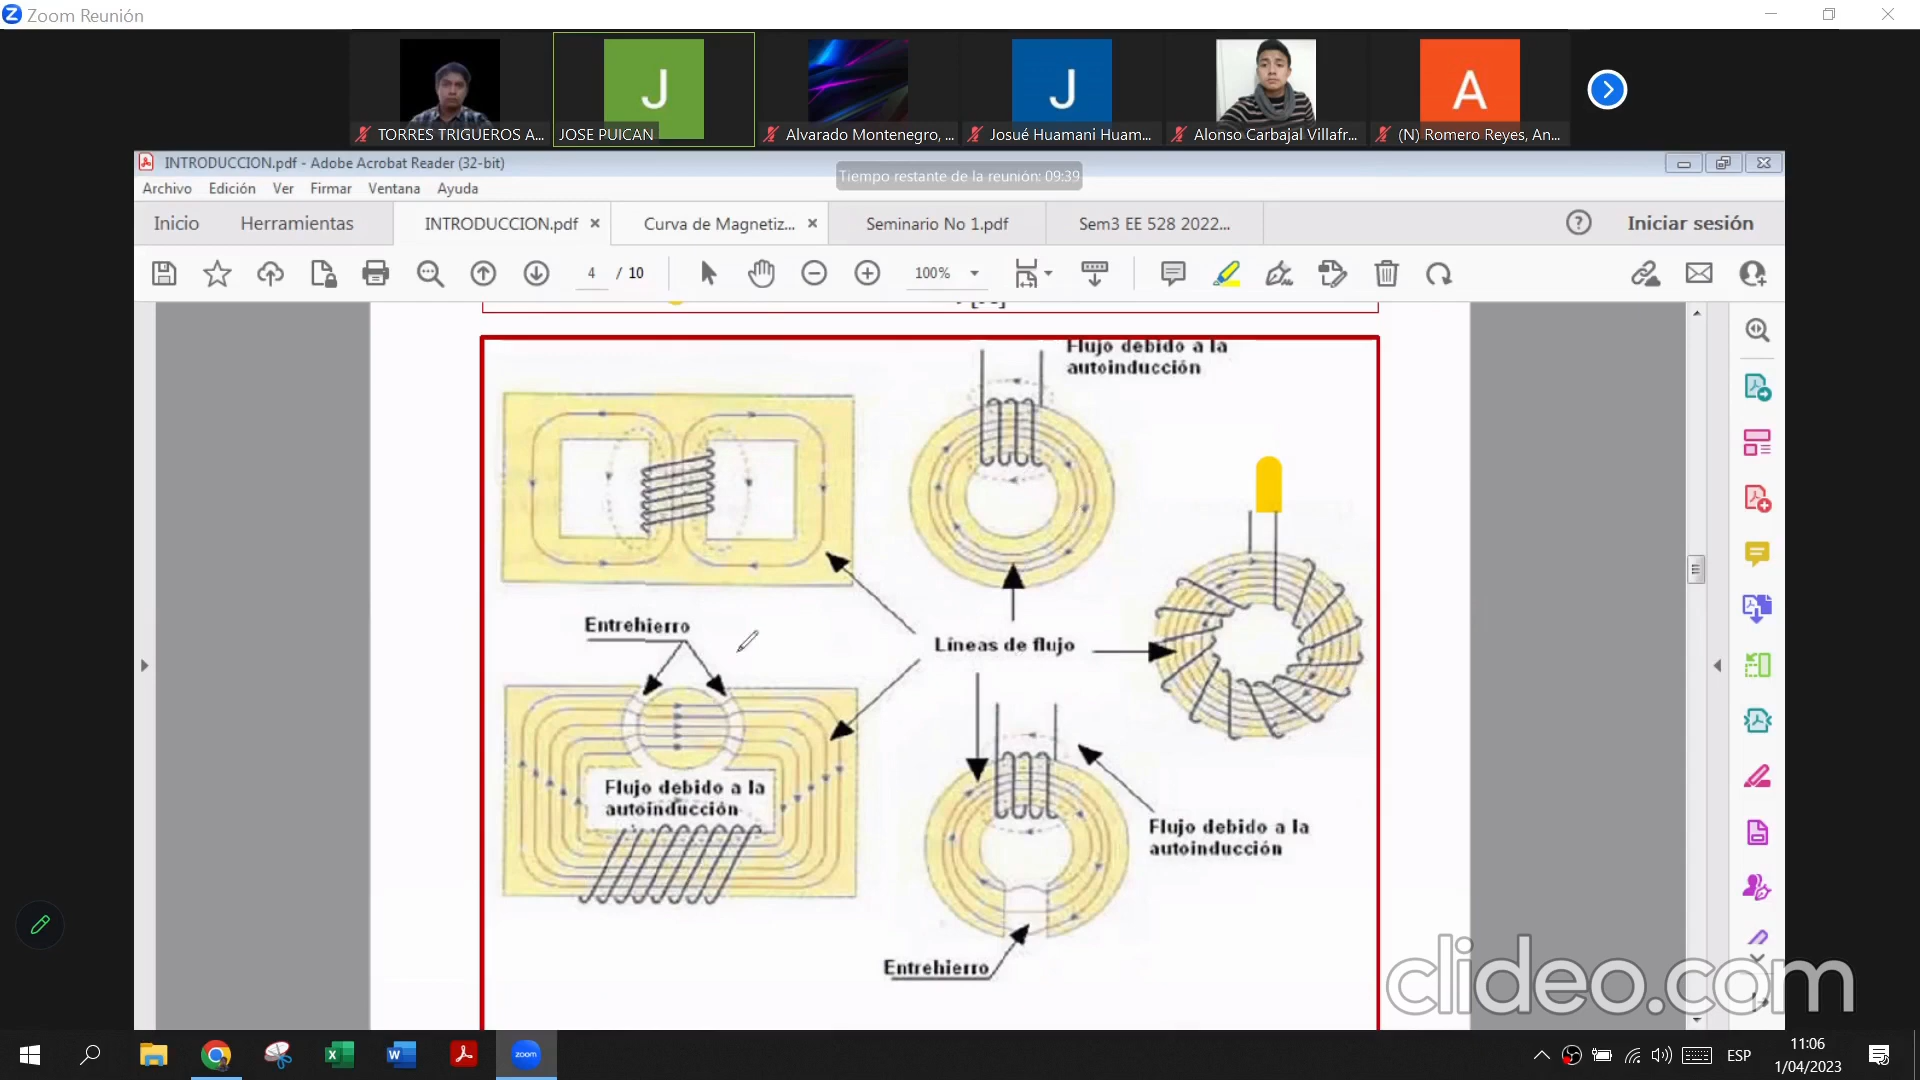 Zoom Reunión
J
J
A
TORRES TRIGUEROS A...
JOSE PUICAN
Alvarado Montenegro, ...
Josué Huamani Huam...
Alonso Carbajal Villafr...
(N) Romero Reyes, An...
INTRODUCCION.pdf - Adobe Acrobat Reader (32-bit)
Tiempo restante de la reunión: 09:39
Archivo Edición Ver Firmar Ventana Ayuda
Inicio Herramientas INTRODUCCION.pdf Curva de Magnetiz... Seminario No 1.pdf Sem3 EE 528 2022... Iniciar sesión
4 / 10 100%
Flujo debido a la
autoinducción
Entrehierro
Líneas de flujo
Flujo debido a la
autoinducción
Flujo debido a la
autoinducción
Entrehierro
clideo.com
zoom
ESP
11:06
1/04/2023